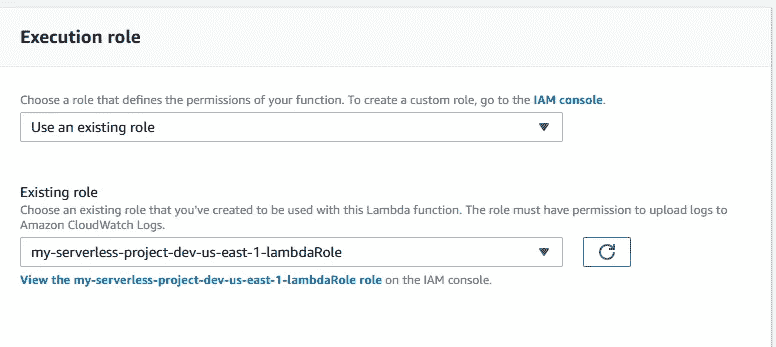 Execution role
Choose a role that defines the permissions of your function. To create a custom role, go to the IAM console.
Use an existing role
Existing role
Choose an existing role that you've created to be used with this Lambda function. The role must have permission to upload logs to
Amazon CloudWatch Logs.
my-serverless-project-dev-us-east-1-lambdaRole
View the my-serverless-project-dev-us-east-1-lambdaRole role on the IAM console.